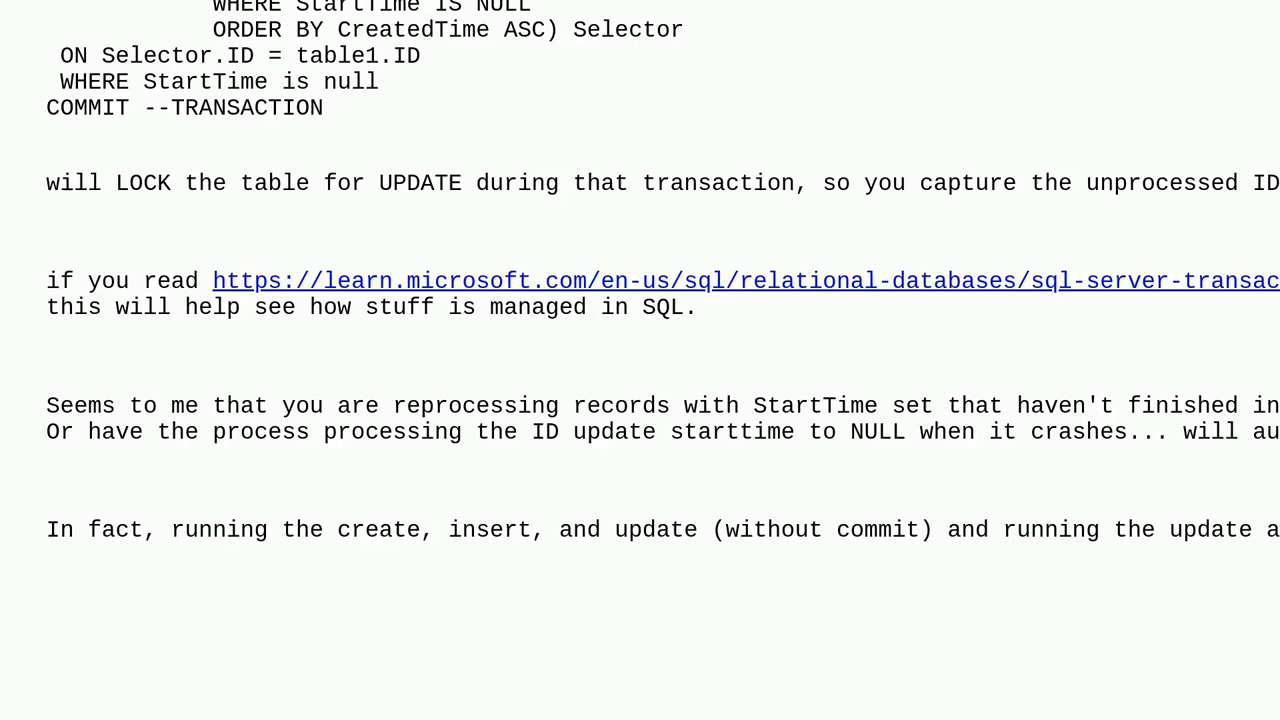 WHERE StartTime IS NULL
ORDER BY CreatedTime ASC) Selector
ON Selector.ID = table1.ID
WHERE StartTime is null
COMMIT --TRANSACTION
will LOCK the table for UPDATE during that transaction, so you capture the unprocessed ID
if you read https://learn.microsoft.com/en-us/sql/relational-databases/sql-server-transac
this will help see how stuff is managed in SQL.
Seems to me that you are reprocessing records with StartTime set that haven't finished in
Or have the process processing the ID update starttime to NULL when it crashes... will au
In fact, running the create, insert, and update (without commit) and running the update a